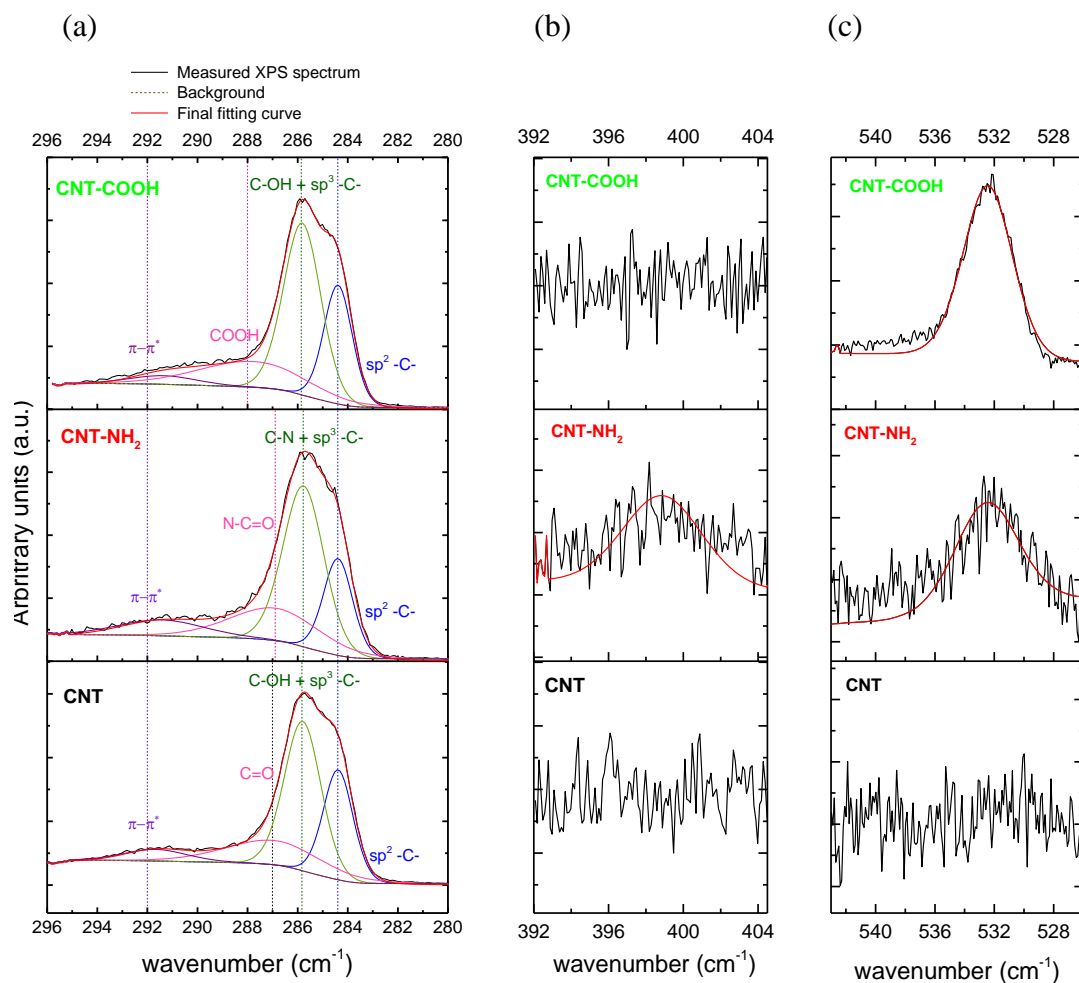 (a)
(b)
(c)
Measured XPS spectrum
Background
Final fitting curve
296 294 292 290 288 286 284 282 280
392 396 400 404
540 536 532 528
CNT-COOH
C-OH + sp³ -C-
COOH
π−π*
sp² -C-
CNT-COOH
CNT-COOH
CNT-NH₂
C-N + sp³ -C-
N-C=O
π−π*
sp² -C-
CNT-NH₂
CNT-NH₂
CNT
C-OH + sp³ -C-
C=O
π−π*
sp² -C-
CNT
CNT
Arbritrary units (a.u.)
296 294 292 290 288 286 284 282 280
392 396 400 404
540 536 532 528
wavenumber (cm⁻¹)
wavenumber (cm⁻¹)
wavenumber (cm⁻¹)